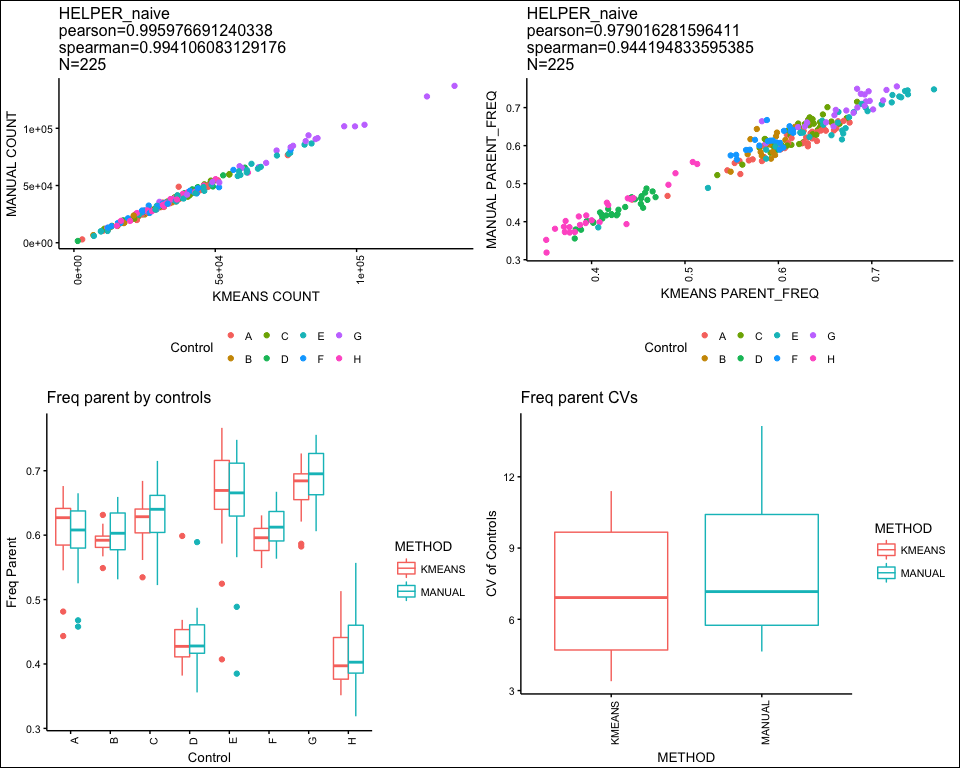 HELPER_naive
pearson=0.995976691240338
spearman=0.994106083129176
N=225
MANUAL COUNT
1e+05
5e+04
0e+00
0e+00
5e+04
1e+05
KMEANS COUNT
Control
A
C
E
G
B
D
F
H
HELPER_naive
pearson=0.979016281596411
spearman=0.944194833595385
N=225
MANUAL PARENT_FREQ
0.7
0.6
0.5
0.4
0.3
0.4
0.5
0.6
0.7
KMEANS PARENT_FREQ
Control
A
C
E
G
B
D
F
H
Freq parent by controls
Freq Parent
0.7
0.6
0.5
0.4
0.3
A
B
C
D
E
F
G
H
Control
METHOD
KMEANS
MANUAL
Freq parent CVs
CV of Controls
12
9
6
3
KMEANS
MANUAL
METHOD
METHOD
KMEANS
MANUAL